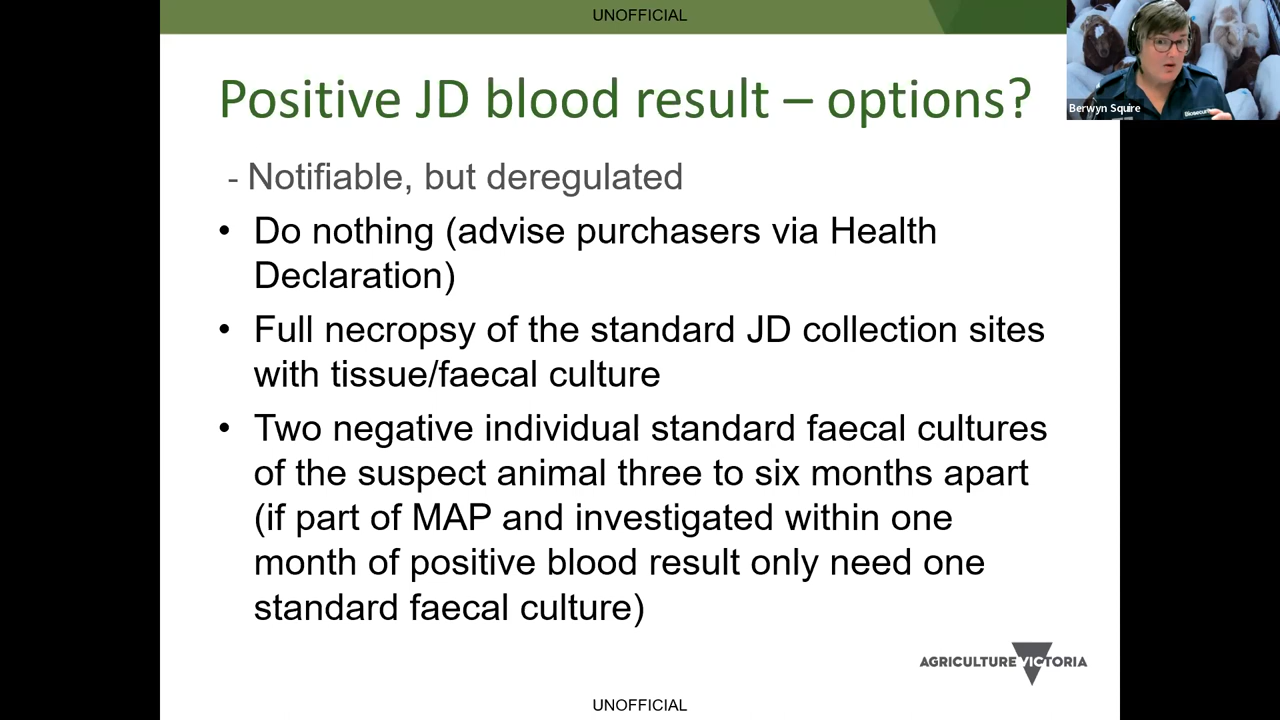 UNOFFICIAL
Positive JD blood result – options?
Berwyn Squire
Biosecurity
- Notifiable, but deregulated
• Do nothing (advise purchasers via Health
Declaration)
• Full necropsy of the standard JD collection sites
with tissue/faecal culture
• Two negative individual standard faecal cultures
of the suspect animal three to six months apart
(if part of MAP and investigated within one
month of positive blood result only need one
standard faecal culture)
AGRICULTURE VICTORIA
UNOFFICIAL